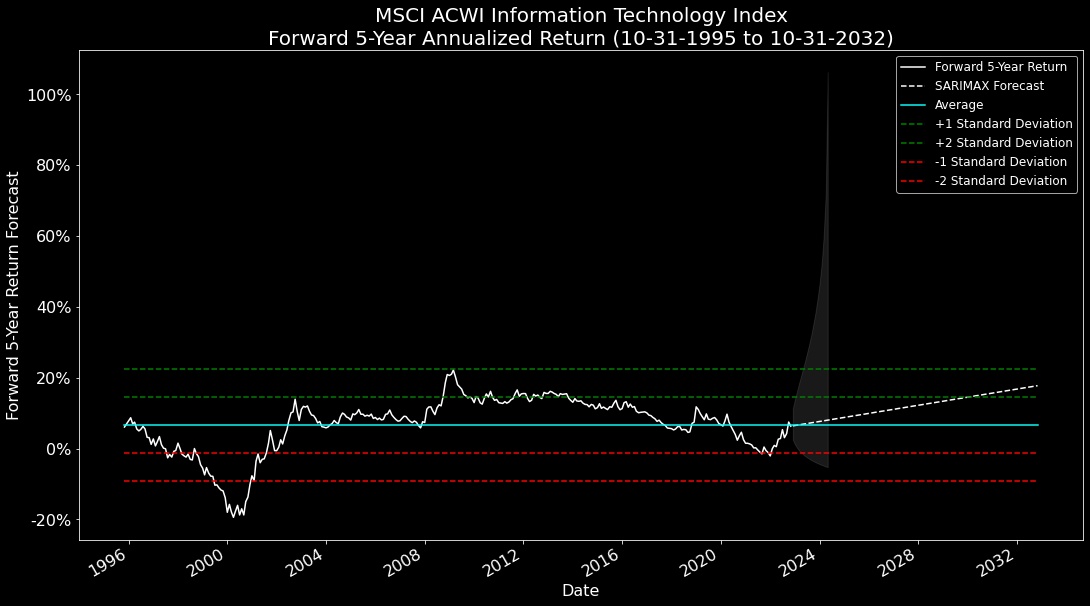 MSCI ACWI Information Technology Index
Forward 5-Year Annualized Return (10-31-1995 to 10-31-2032)
Forward 5-Year Return
SARIMAX Forecast
Average
+1 Standard Deviation
+2 Standard Deviation
-1 Standard Deviation
-2 Standard Deviation
Forward 5-Year Return Forecast
100%
80%
60%
40%
20%
0%
-20%
1996
2000
2004
2008
2012
2016
2020
2024
2028
2032
Date